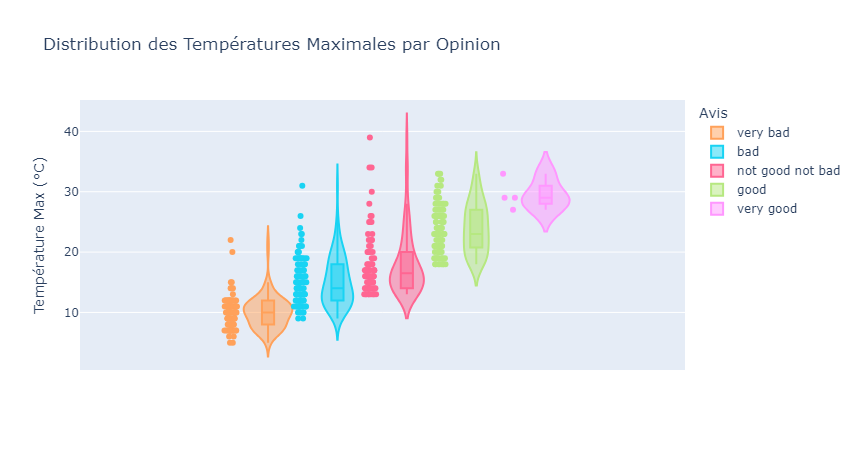 Distribution des Températures Maximales par Opinion
Température Max (°C)
40
30
20
10
Avis
very bad
bad
not good not bad
good
very good